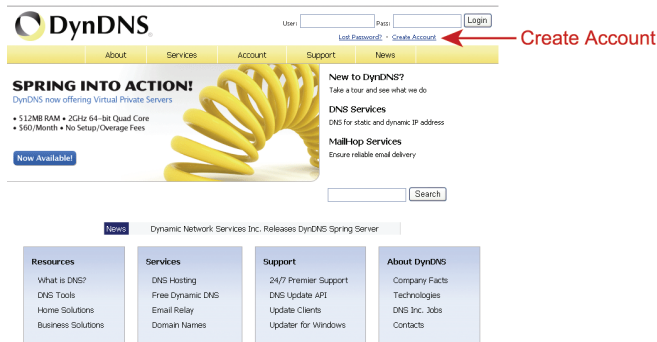 DynDNS
User: Pass: Login
Lost Password? - Create Account
Create Account
About Services Account Support News
SPRING INTO ACTION!
DynDNS now offering Virtual Private Servers
• 512MB RAM • 2GHz 64-bit Quad Core
• $60/Month • No Setup/Overage Fees
Now Available!
New to DynDNS?
Take a tour and see what we do
DNS Services
DNS for static and dynamic IP address
MailHop Services
Ensure reliable email delivery
Search
News Dynamic Network Services Inc. Releases DynDNS Spring Server
Resources
What is DNS?
DNS Tools
Home Solutions
Business Solutions
Services
DNS Hosting
Free Dynamic DNS
Email Relay
Domain Names
Support
24/7 Premier Support
DNS Update API
Update Clients
Updater for Windows
About DynDNS
Company Facts
Technologies
DNS Inc. Jobs
Contacts